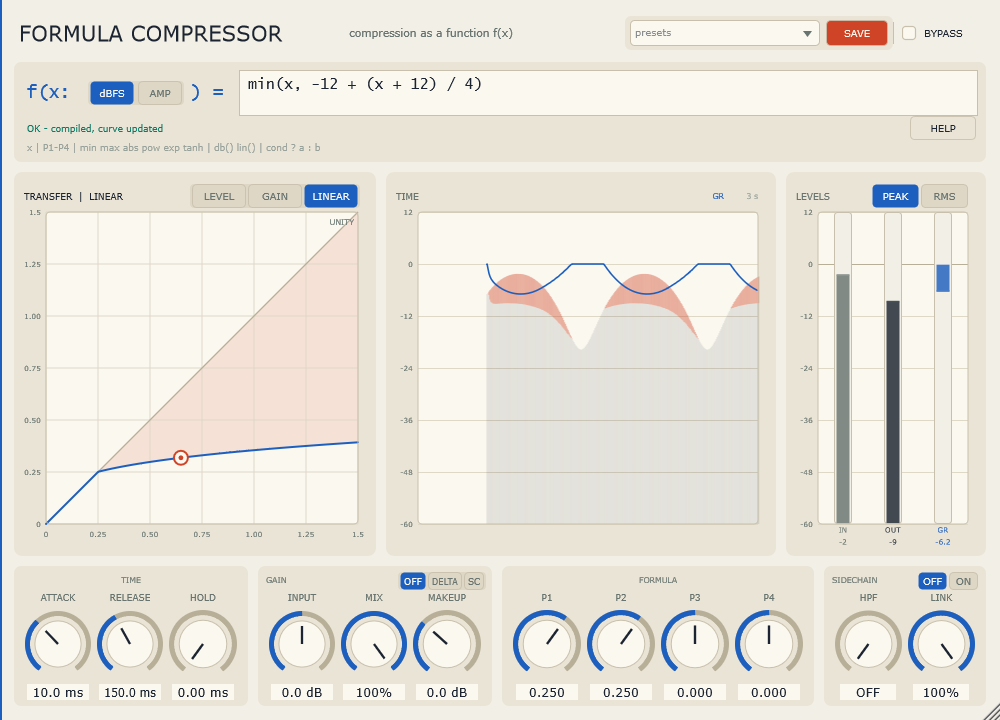 FORMULA COMPRESSOR
compression as a function f(x)
presets
SAVE
BYPASS
f(x: dBFS AMP ) =
min(x, -12 + (x + 12) / 4)
OK - compiled, curve updated
HELP
x | P1-P4 | min max abs pow exp tanh | db() lin() | cond ? a : b
TRANSFER | LINEAR
LEVEL GAIN LINEAR
UNITY
1.5
1.25
1.00
0.75
0.50
0.25
0
0 0.25 0.50 0.75 1.00 1.25 1.5
TIME
GR 3 s
12
0
-12
-24
-36
-48
-60
LEVELS
PEAK RMS
12
0
-12
-24
-36
-48
-60
IN OUT GR
-2 -9 -6.2
TIME
ATTACK RELEASE HOLD
10.0 ms 150.0 ms 0.00 ms
GAIN
OFF DELTA SC
INPUT MIX MAKEUP
0.0 dB 100% 0.0 dB
FORMULA
P1 P2 P3 P4
0.250 0.250 0.000 0.000
SIDECHAIN
OFF ON
HPF LINK
OFF 100%